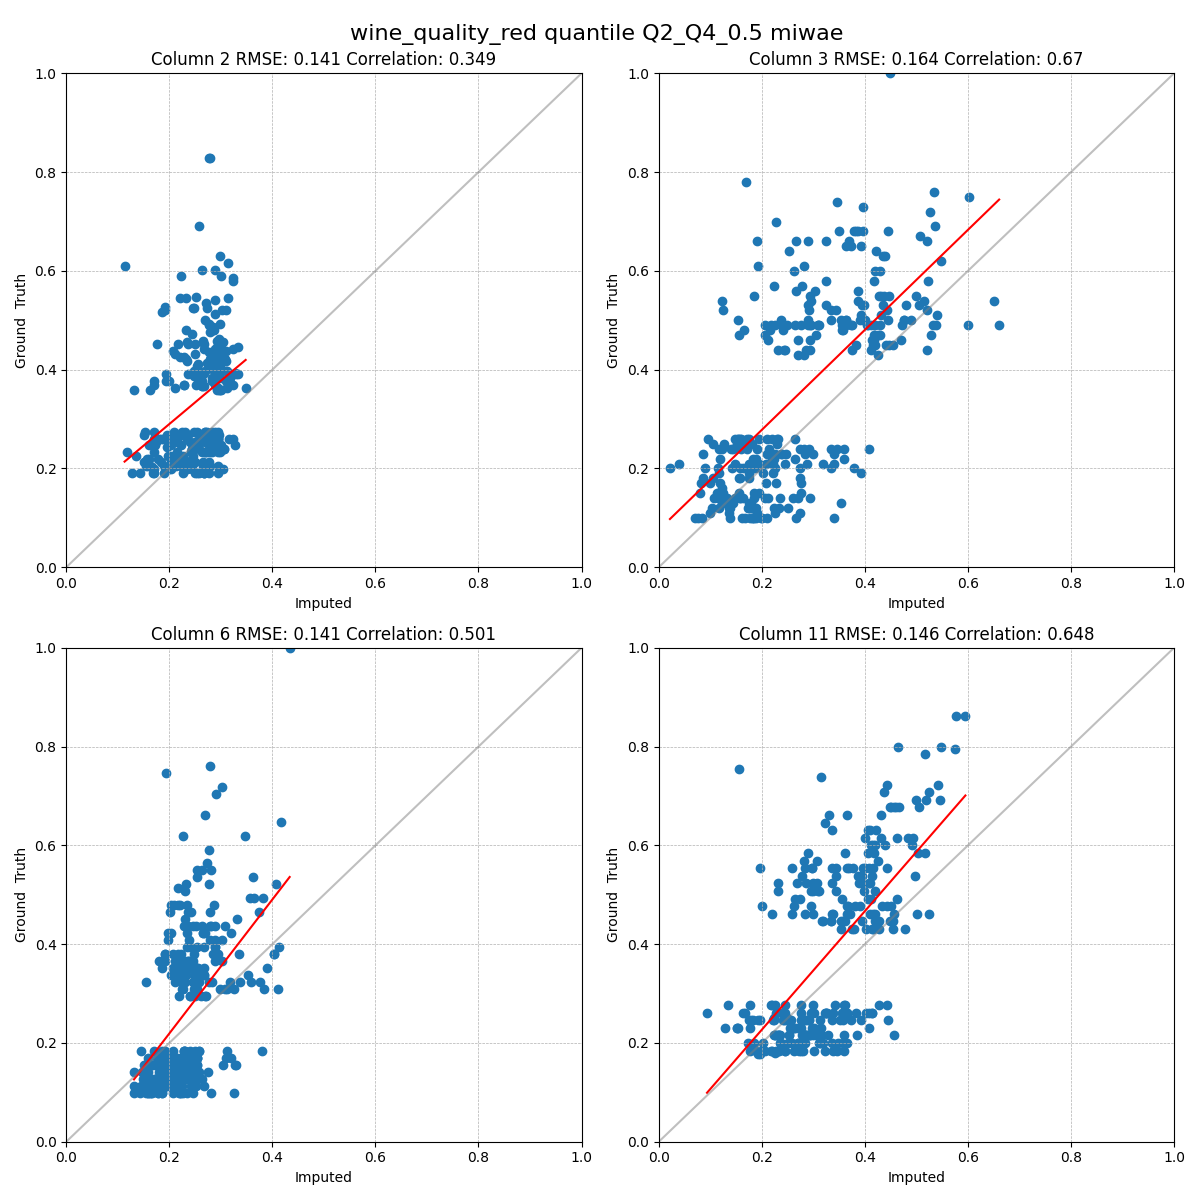 wine_quality_red quantile Q2_Q4_0.5 miwae
Column 2 RMSE: 0.141 Correlation: 0.349
1.0
0.8
0.6
0.4
0.2
0.0
Ground Truth
0.0 0.2 0.4 0.6 0.8 1.0
Imputed
Column 3 RMSE: 0.164 Correlation: 0.67
1.0
0.8
0.6
0.4
0.2
0.0
Ground Truth
0.0 0.2 0.4 0.6 0.8 1.0
Imputed
Column 6 RMSE: 0.141 Correlation: 0.501
1.0
0.8
0.6
0.4
0.2
0.0
Ground Truth
0.0 0.2 0.4 0.6 0.8 1.0
Imputed
Column 11 RMSE: 0.146 Correlation: 0.648
1.0
0.8
0.6
0.4
0.2
0.0
Ground Truth
0.0 0.2 0.4 0.6 0.8 1.0
Imputed